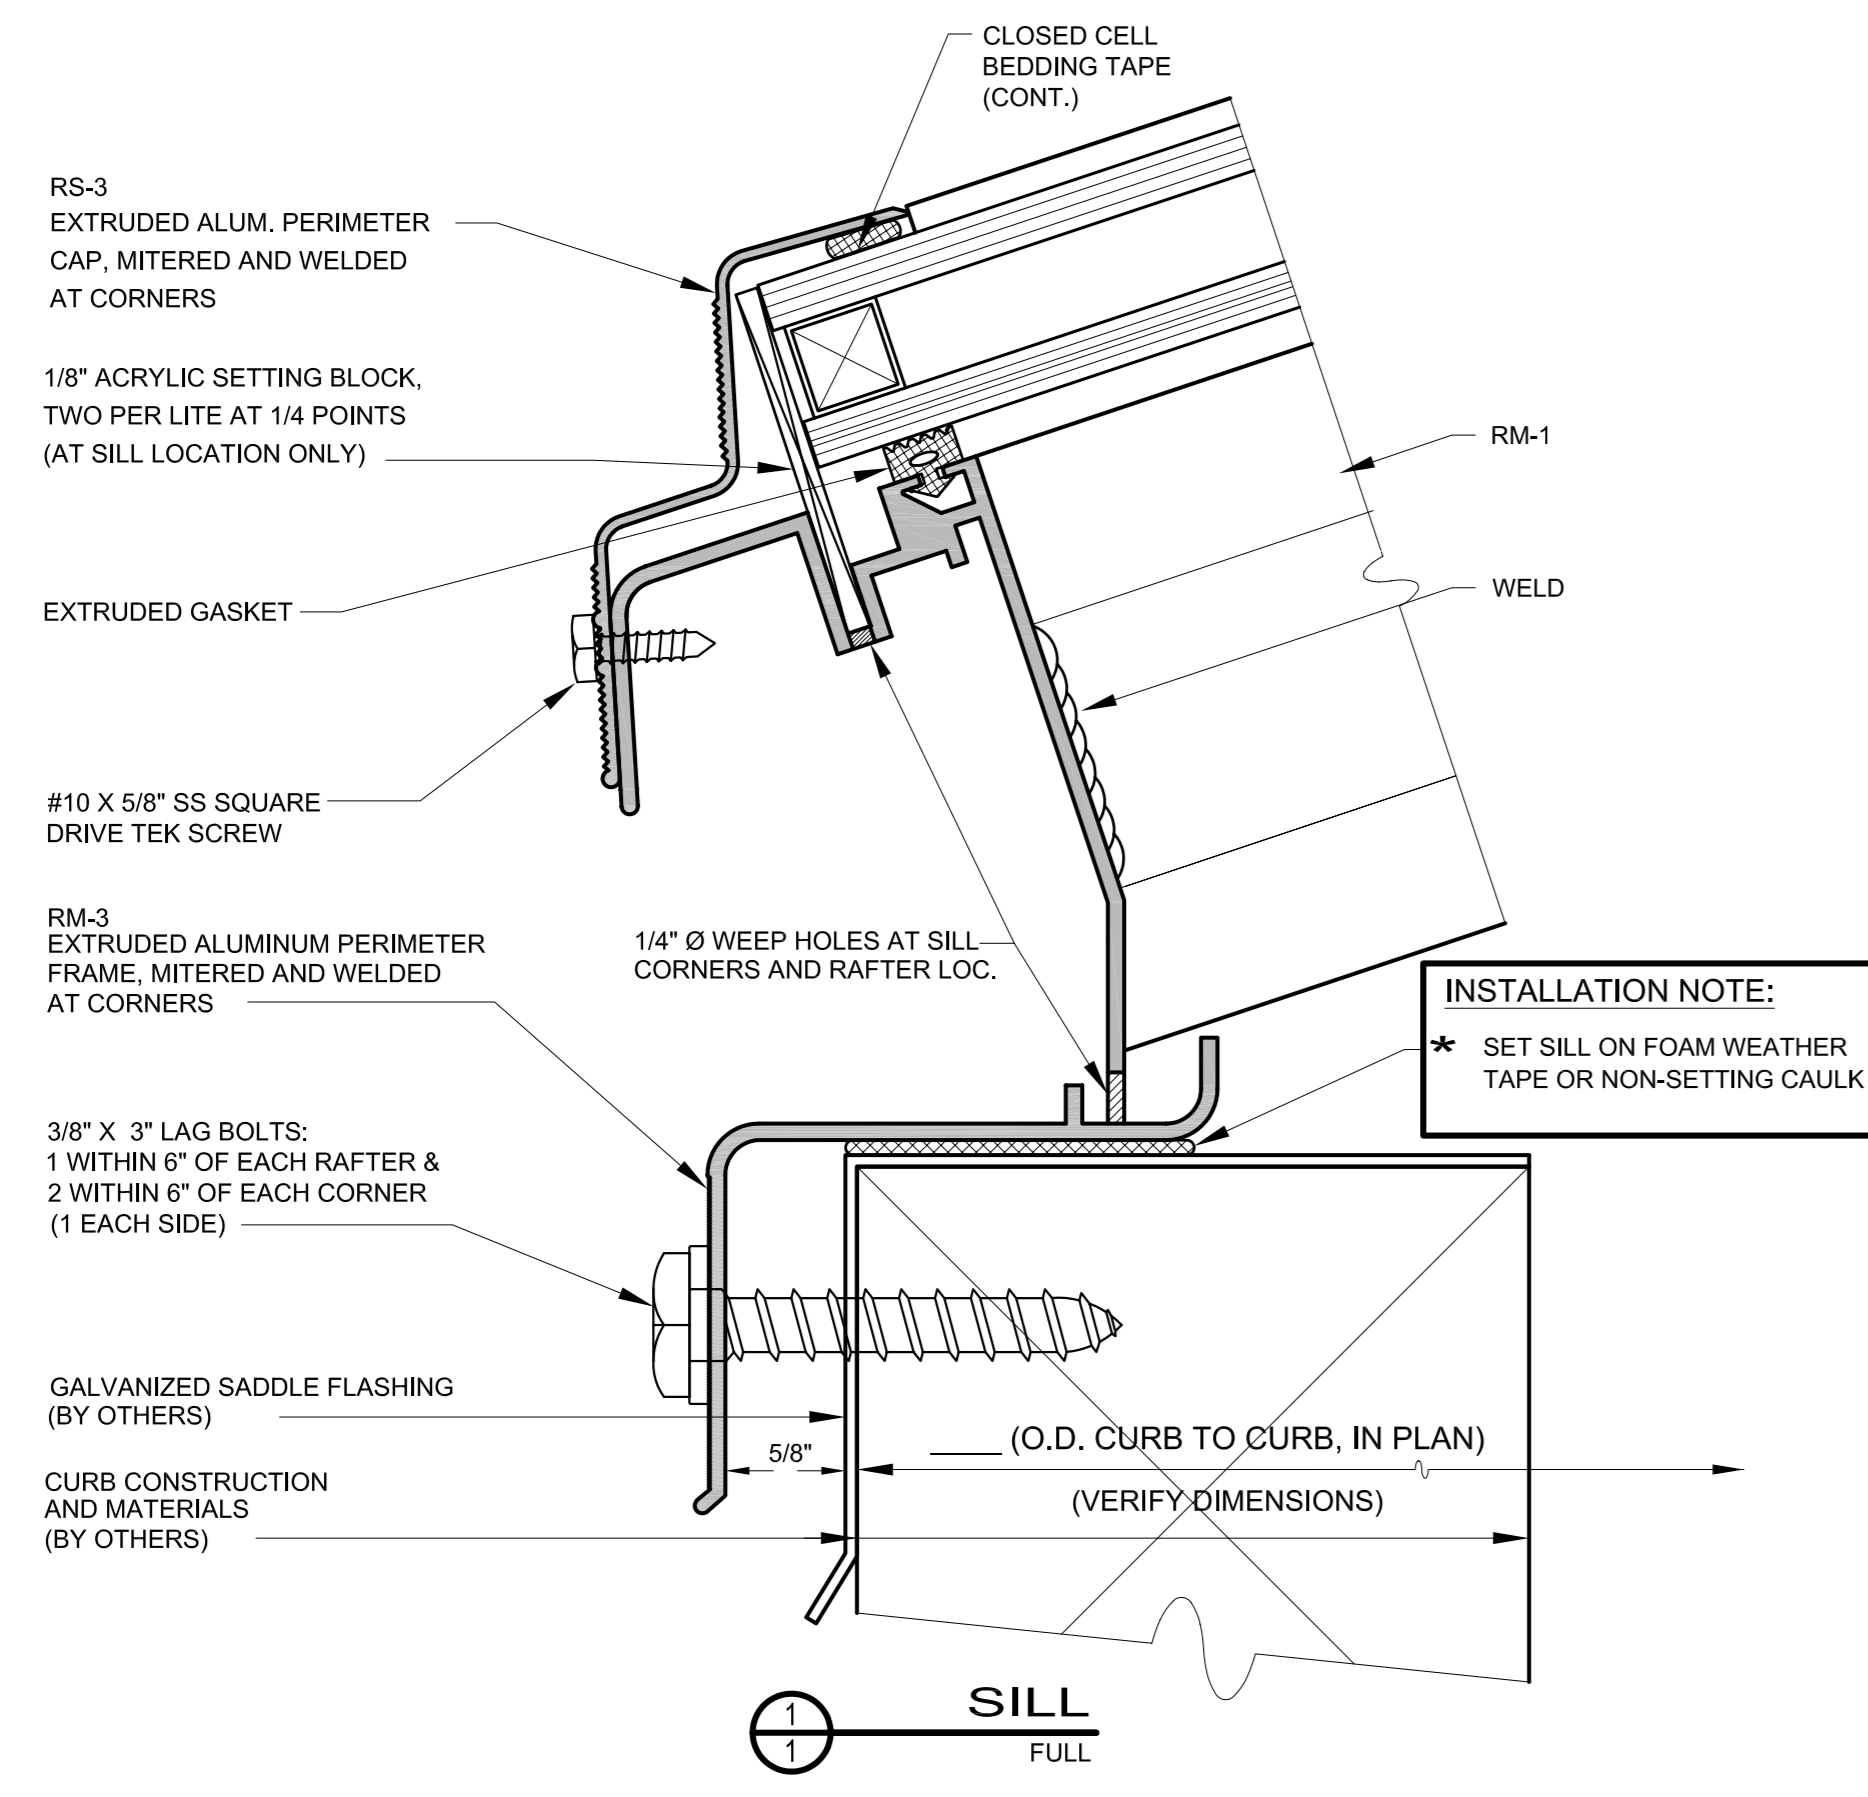 CLOSED CELL
BEDDING TAPE
(CONT.)
RS-3
EXTRUDED ALUM. PERIMETER
CAP, MITERED AND WELDED
AT CORNERS
1/8" ACRYLIC SETTING BLOCK,
TWO PER LITE AT 1/4 POINTS
(AT SILL LOCATION ONLY)
RM-1
EXTRUDED GASKET
WELD
#10 X 5/8" SS SQUARE
DRIVE TEK SCREW
RM-3
EXTRUDED ALUMINUM PERIMETER
FRAME, MITERED AND WELDED
AT CORNERS
1/4" Ø WEEP HOLES AT SILL
CORNERS AND RAFTER LOC.
INSTALLATION NOTE:
* SET SILL ON FOAM WEATHER
TAPE OR NON-SETTING CAULK
3/8" X 3" LAG BOLTS:
1 WITHIN 6" OF EACH RAFTER &
2 WITHIN 6" OF EACH CORNER
(1 EACH SIDE)
GALVANIZED SADDLE FLASHING
(BY OTHERS)
5/8"
____ (O.D. CURB TO CURB, IN PLAN)
(VERIFY DIMENSIONS)
CURB CONSTRUCTION
AND MATERIALS
(BY OTHERS)
1
1
SILL
FULL